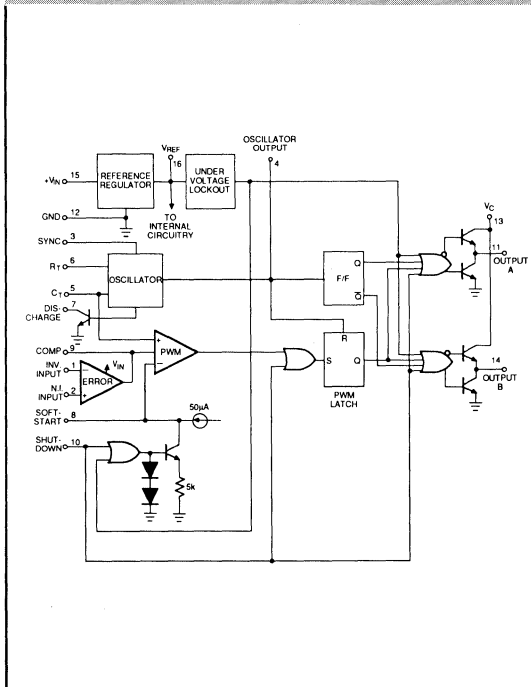 OSCILLATOR
OUTPUT
4
VREF
16
+VIN 15
REFERENCE
REGULATOR
UNDER
VOLTAGE
LOCKOUT
GND 12
TO
INTERNAL
CIRCUITRY
SYNC 3
RT 6
CT 5
OSCILLATOR
DIS-
CHARGE 7
COMP 9
INV.
INPUT 1
N.I.
INPUT 2
ERROR
VIN
− +
PWM
+ −
SOFT-
START 8
50μA
SHUT-
DOWN 10
5k
F/F
Q
Q̅
R
S Q
PWM
LATCH
VC
13
11
OUTPUT
A
14
OUTPUT
B